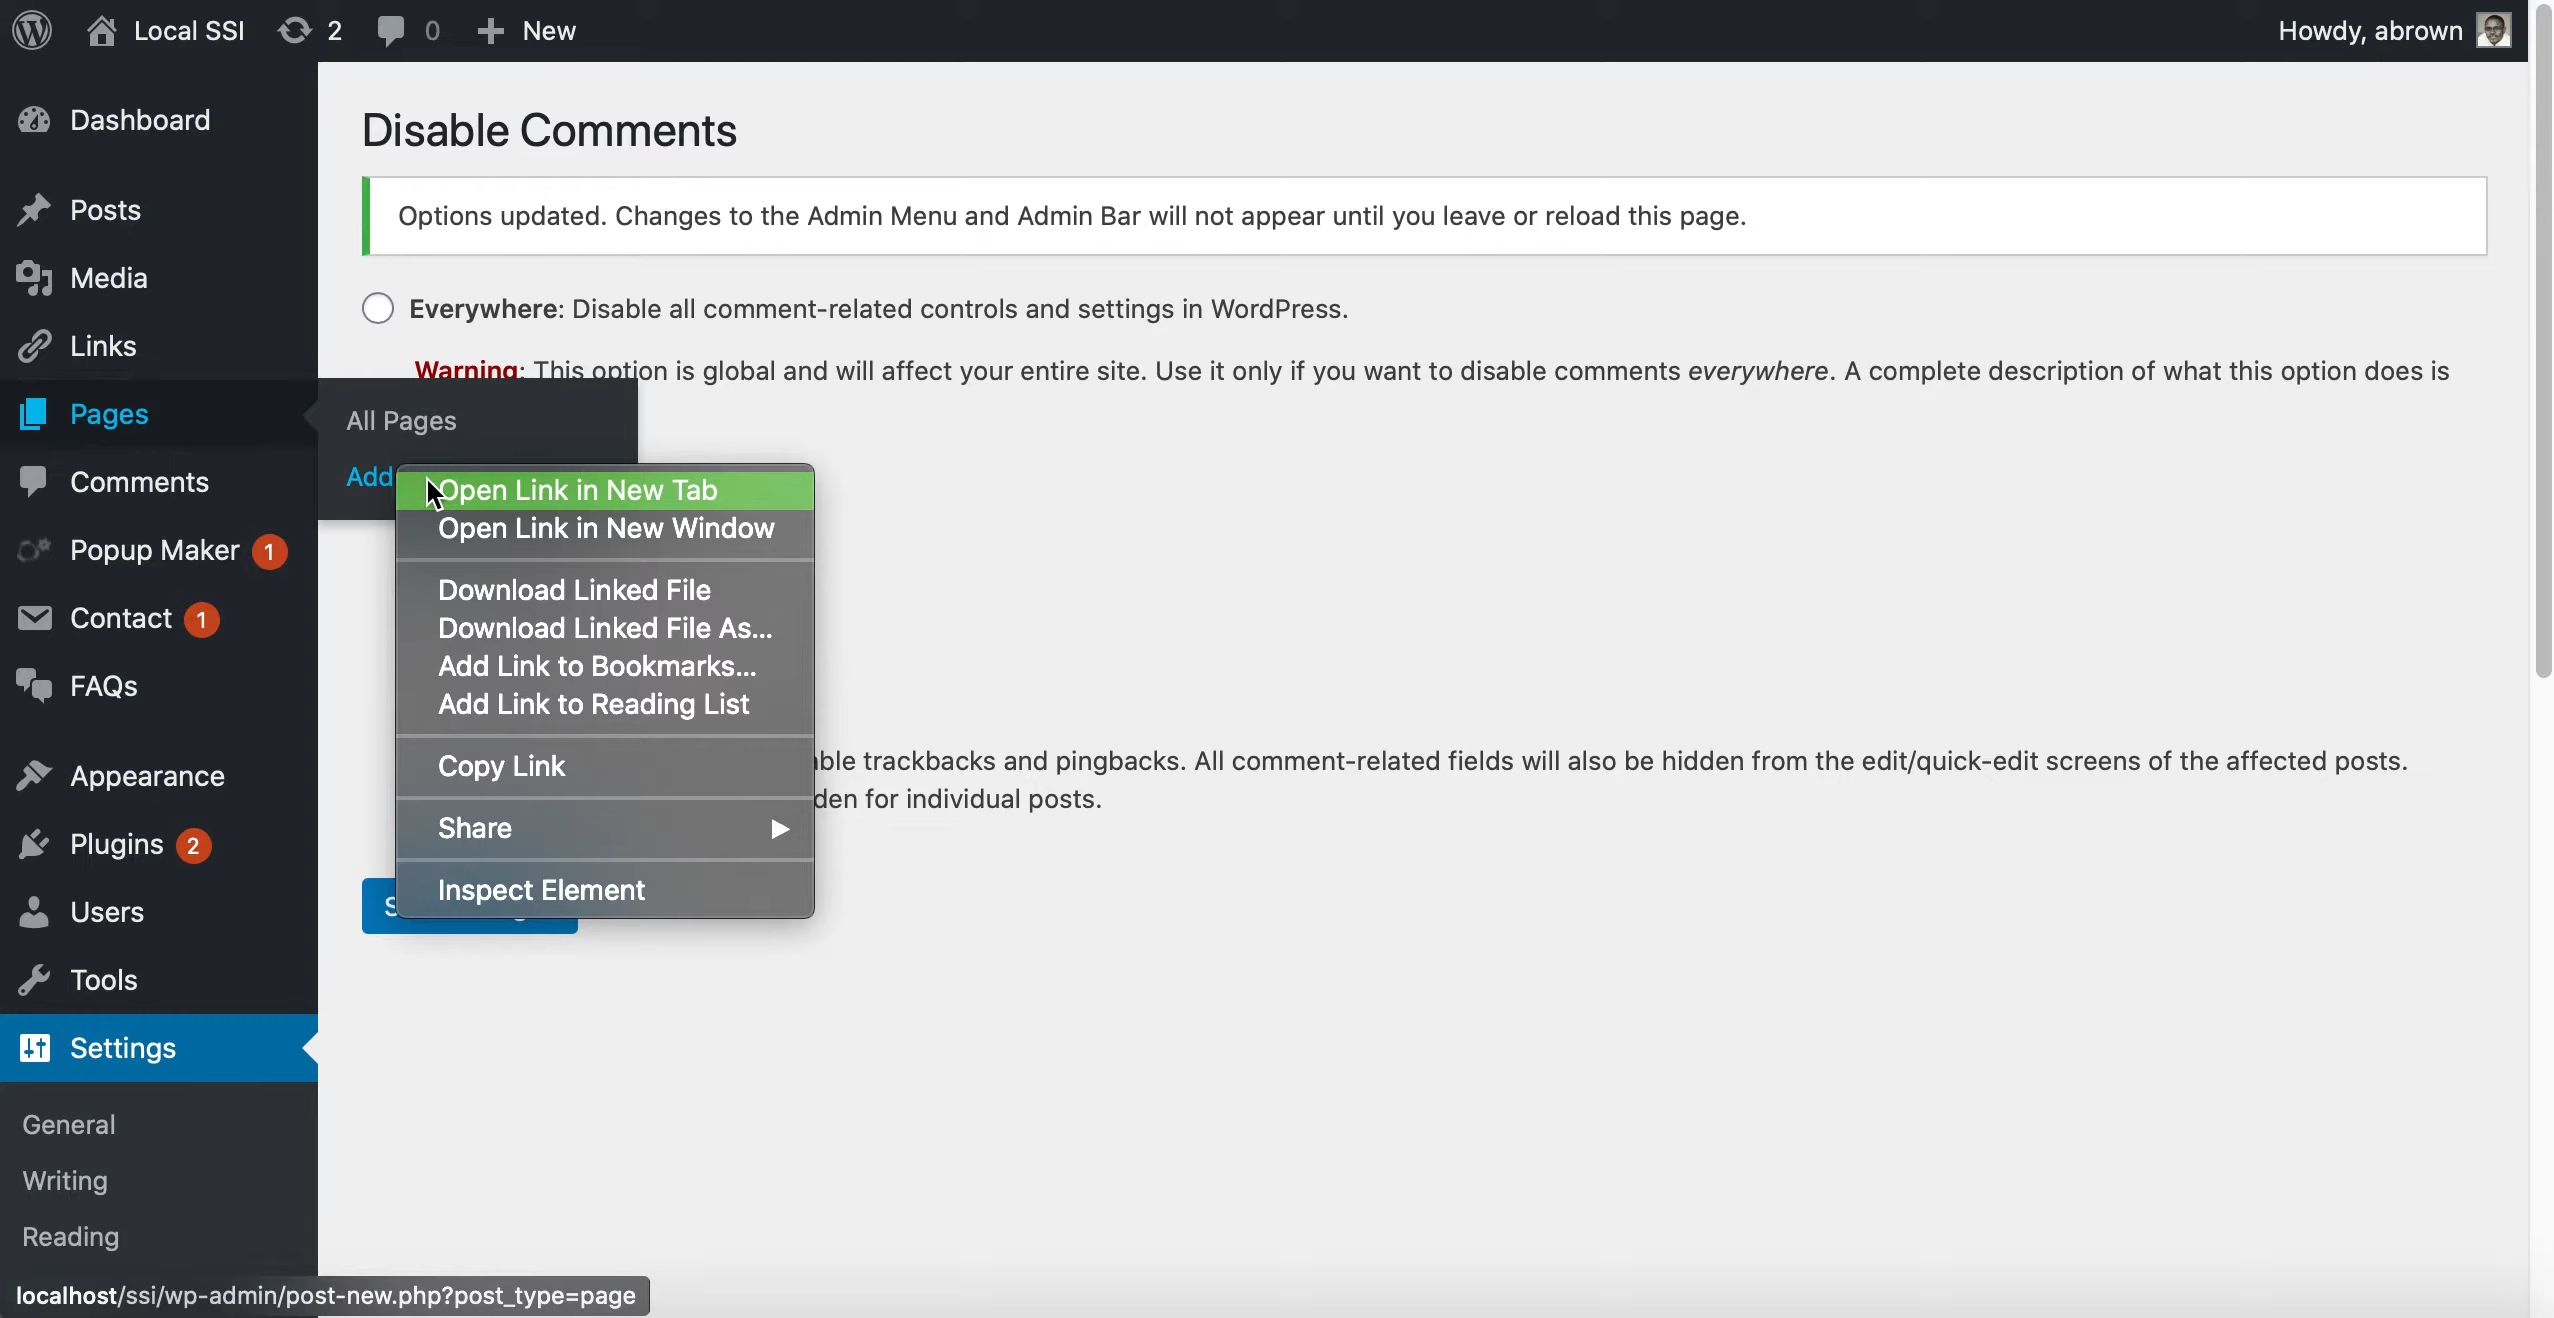 Local SSI
2
0
New
Howdy, abrown
Dashboard
Posts
Media
Links
Pages
Comments
Popup Maker 1
Contact 1
FAQs
Appearance
Plugins 2
Users
Tools
Settings
General
Writing
Reading
All Pages
Add
Disable Comments
Options updated. Changes to the Admin Menu and Admin Bar will not appear until you leave or reload this page.
Everywhere: Disable all comment-related controls and settings in WordPress.
Warning: This option is global and will affect your entire site. Use it only if you want to disable comments everywhere. A complete description of what this option does is
Open Link in New Tab
Open Link in New Window
Download Linked File
Download Linked File As...
Add Link to Bookmarks...
Add Link to Reading List
Copy Link
Share
Inspect Element
trackbacks and pingbacks. All comment-related fields will also be hidden from the edit/quick-edit screens of the affected posts.
for individual posts.
localhost/ssi/wp-admin/post-new.php?post_type=page